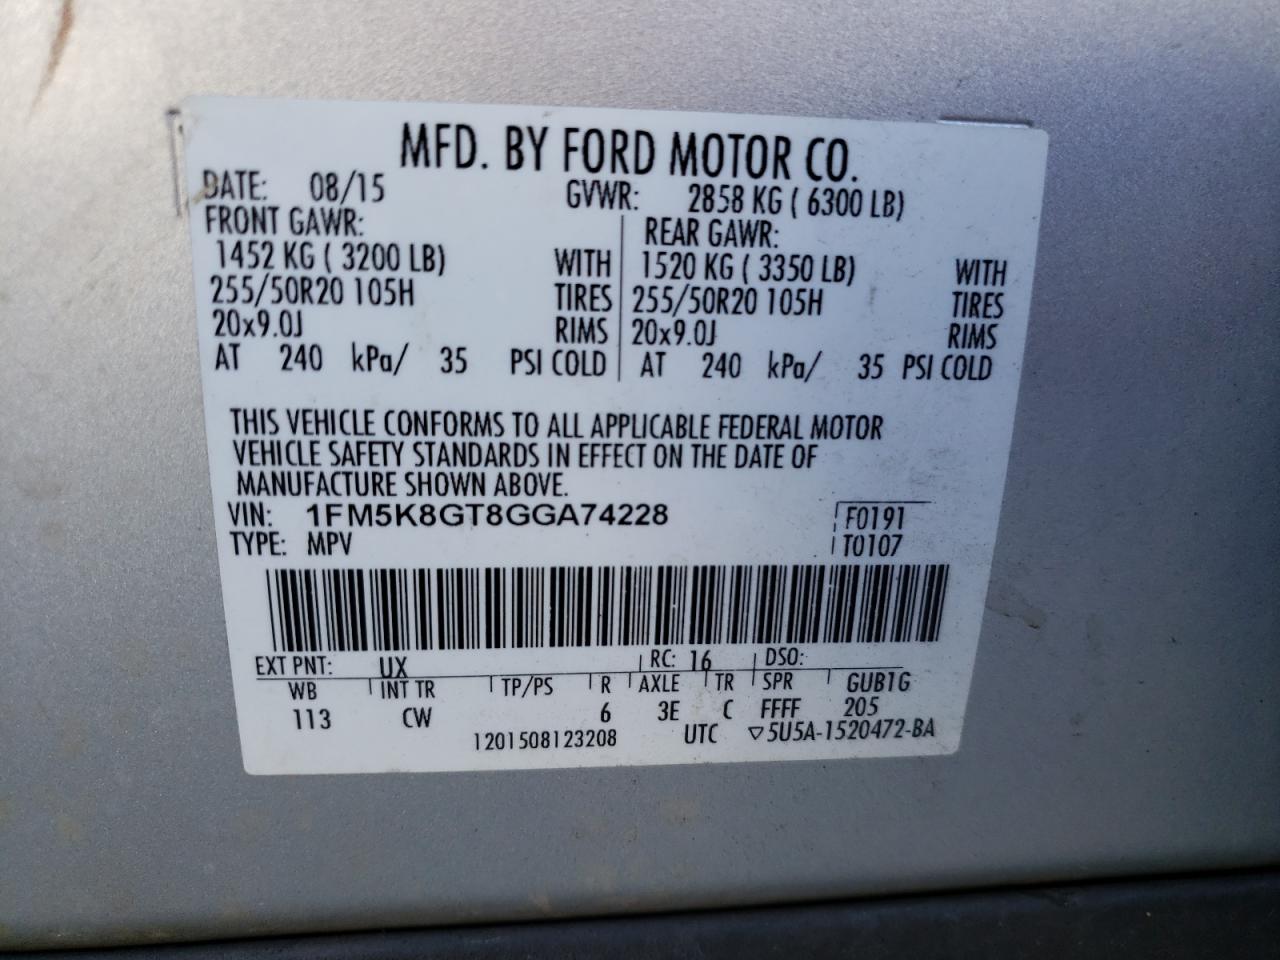 MFD. BY FORD MOTOR CO.
DATE: 08/15 GVWR: 2858 KG ( 6300 LB)
FRONT GAWR: REAR GAWR:
1452 KG ( 3200 LB) WITH 1520 KG ( 3350 LB) WITH
255/50R20 105H TIRES 255/50R20 105H TIRES
20x9.0J RIMS 20x9.0J RIMS
AT 240 kPa/ 35 PSI COLD AT 240 kPa/ 35 PSI COLD
THIS VEHICLE CONFORMS TO ALL APPLICABLE FEDERAL MOTOR
VEHICLE SAFETY STANDARDS IN EFFECT ON THE DATE OF
MANUFACTURE SHOWN ABOVE.
VIN: 1FM5K8GT8GGA74228 F0191
TYPE: MPV T0107
EXT PNT: UX RC: 16 DSO:
WB INT TR TP/PS R AXLE TR SPR GUB1G
113 CW 6 3E C FFFF 205
1201508123208 UTC ▽5U5A-1520472-BA